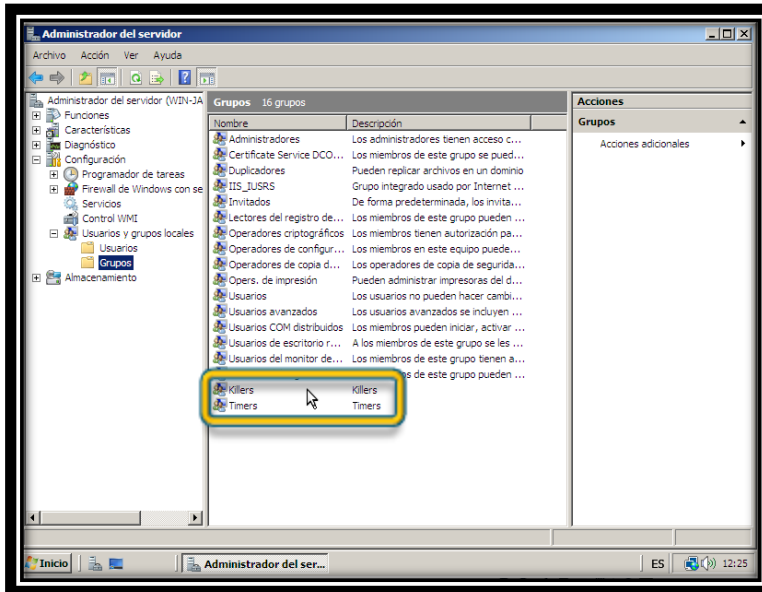 Administrador del servidor
Archivo Acción Ver Ayuda
Administrador del servidor (WIN-JA
Funciones
Características
Diagnóstico
Configuración
Programador de tareas
Firewall de Windows con se
Servicios
Control WMI
Usuarios y grupos locales
Usuarios
Grupos
Almacenamiento
Grupos 16 grupos
Nombre Descripción
Administradores Los administradores tienen acceso c...
Certificate Service DCO... Los miembros de este grupo se pued...
Duplicadores Pueden replicar archivos en un dominio
IIS_IUSRS Grupo integrado usado por Internet ...
Invitados De forma predeterminada, los invita...
Lectores del registro de... Los miembros de este grupo pueden ...
Operadores criptográficos Los miembros tienen autorización pa...
Operadores de configur... Los miembros en este equipo puede...
Operadores de copia d... Los operadores de copia de segurida...
Opers. de impresión Pueden administrar impresoras del d...
Usuarios Los usuarios no pueden hacer cambi...
Usuarios avanzados Los usuarios avanzados se incluyen ...
Usuarios COM distribuidos Los miembros pueden iniciar, activar ...
Usuarios de escritorio r... A los miembros de este grupo se les ...
Usuarios del monitor de... Los miembros de este grupo tienen a...
de este grupo pueden ...
Killers Killers
Timers Timers
Acciones
Grupos
Acciones adicionales
Inicio Administrador del ser... ES 12:25